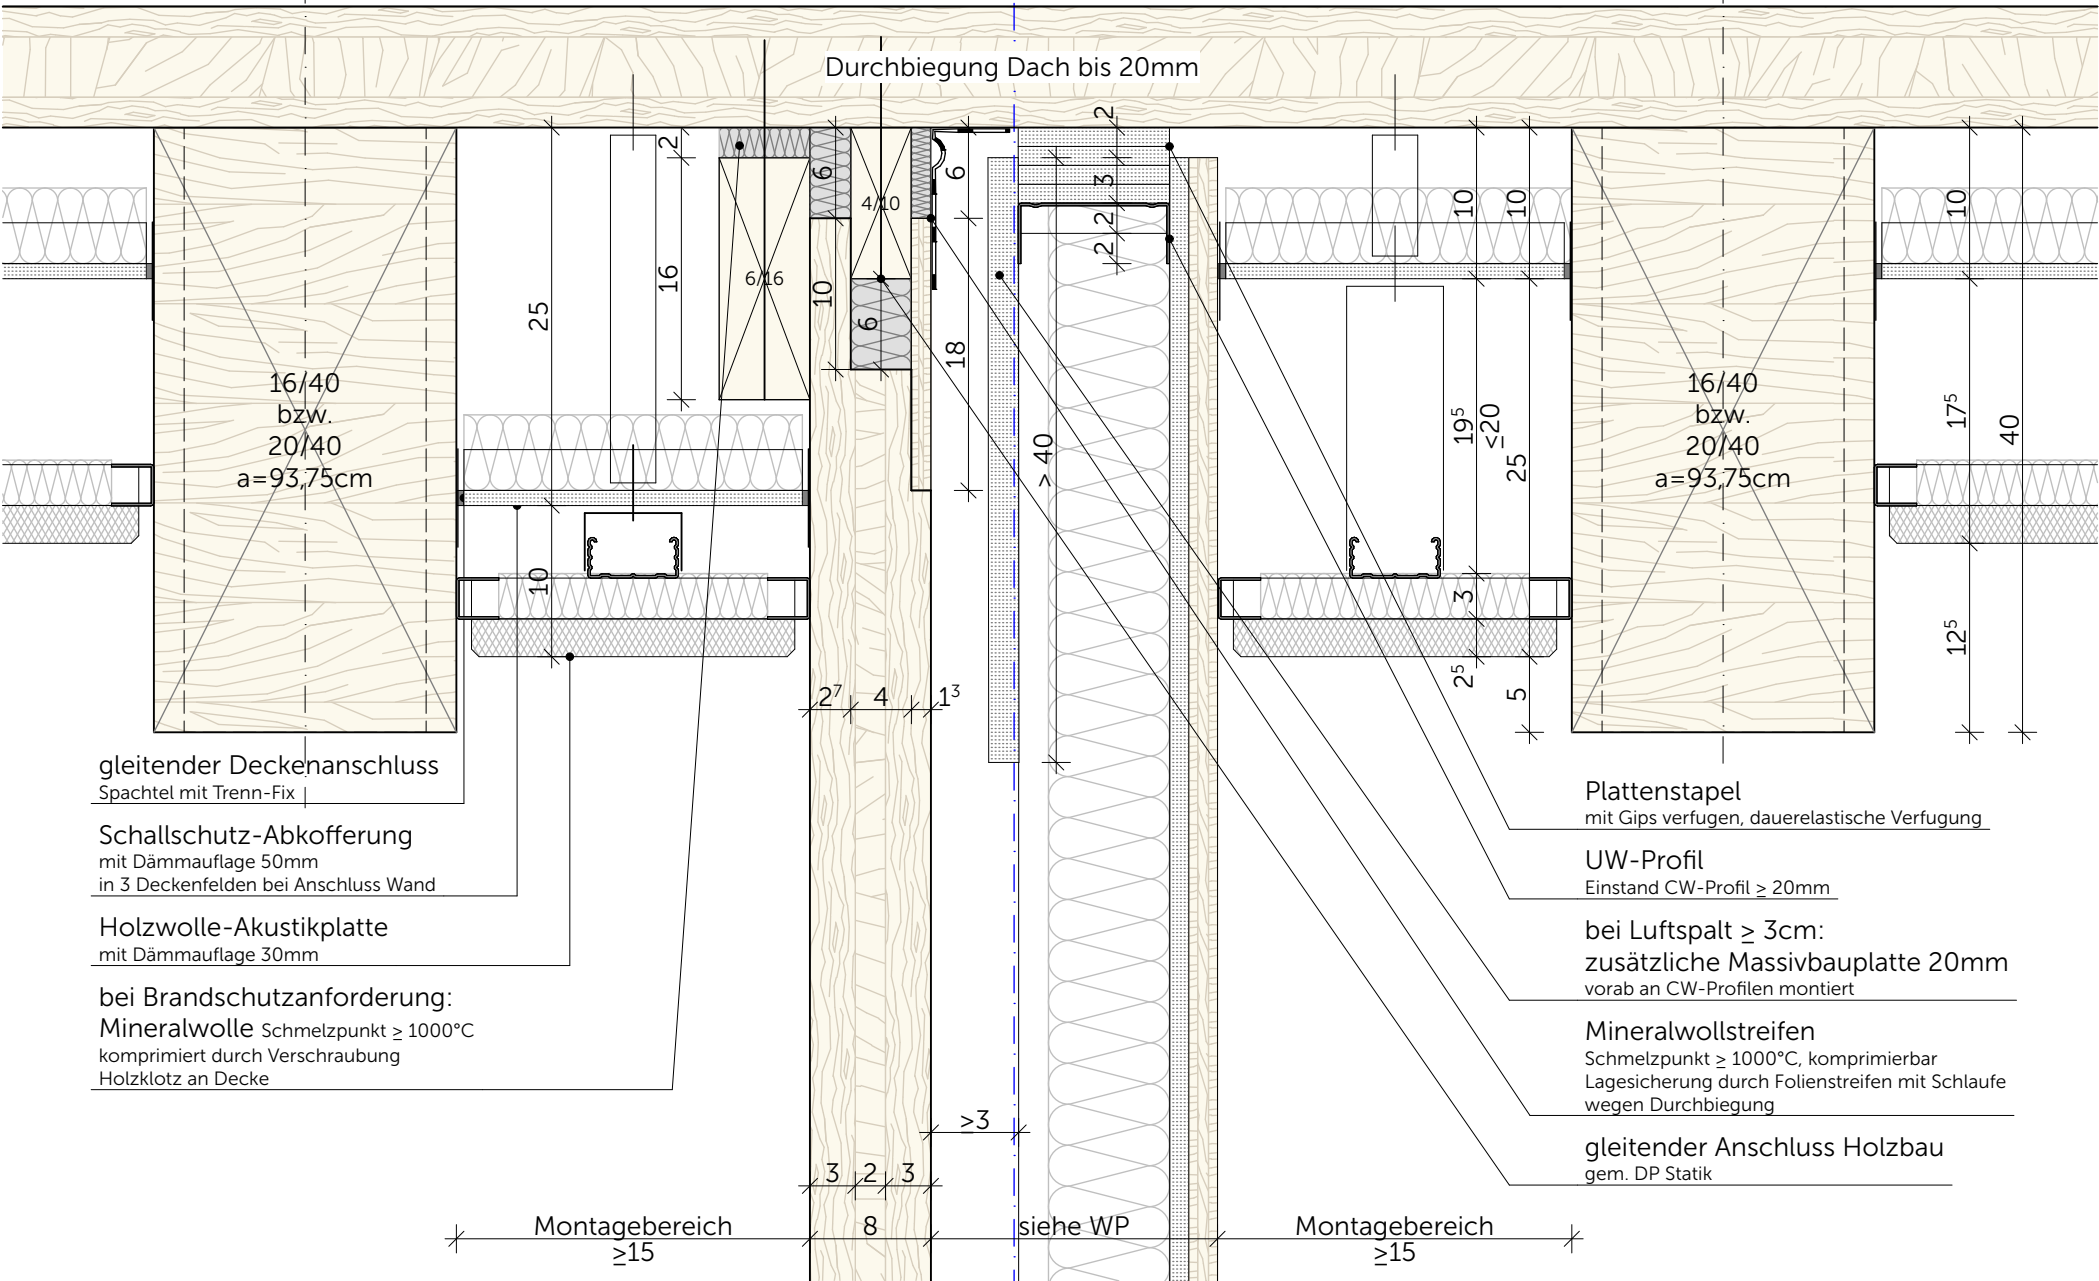 Durchbiegung Dach bis 20mm
2
2
6
6
3
10
10
10
4/10
2
2
16
6/16
10
6
25
18
16/40
bzw.
20/40
a=93,75cm
> 40
19⁵
≤20
25
16/40
bzw.
20/40
a=93,75cm
17⁵
40
10
3
2⁵
5
12⁵
2⁷
4
1³
gleitender Deckenanschluss
Spachtel mit Trenn-Fix
Schallschutz-Abkofferung
mit Dämmauflage 50mm
in 3 Deckenfelden bei Anschluss Wand
Holzwolle-Akustikplatte
mit Dämmauflage 30mm
bei Brandschutzanforderung:
Mineralwolle Schmelzpunkt ≥ 1000°C
komprimiert durch Verschraubung
Holzklotz an Decke
Plattenstapel
mit Gips verfugen, dauerelastische Verfugung
UW-Profil
Einstand CW-Profil ≥ 20mm
bei Luftspalt ≥ 3cm:
zusätzliche Massivbauplatte 20mm
vorab an CW-Profilen montiert
Mineralwollstreifen
Schmelzpunkt ≥ 1000°C, komprimierbar
Lagesicherung durch Folienstreifen mit Schlaufe
wegen Durchbiegung
gleitender Anschluss Holzbau
gem. DP Statik
≥3
3
2
3
Montagebereich
≥15
8
siehe WP
Montagebereich
≥15